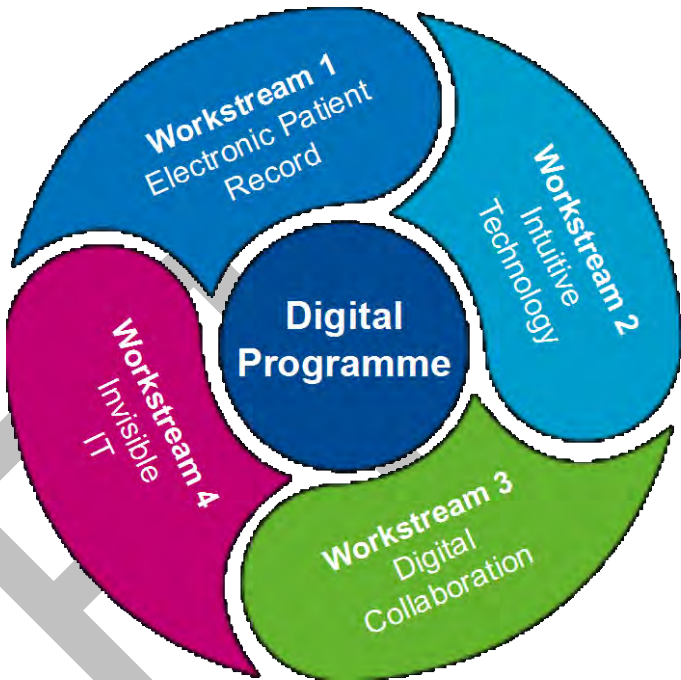 Workstream 1
Electronic Patient
Record
Workstream 2
Intuitive
Technology
Digital
Programme
Workstream 3
Digital
Collaboration
Workstream 4
Invisible
IT